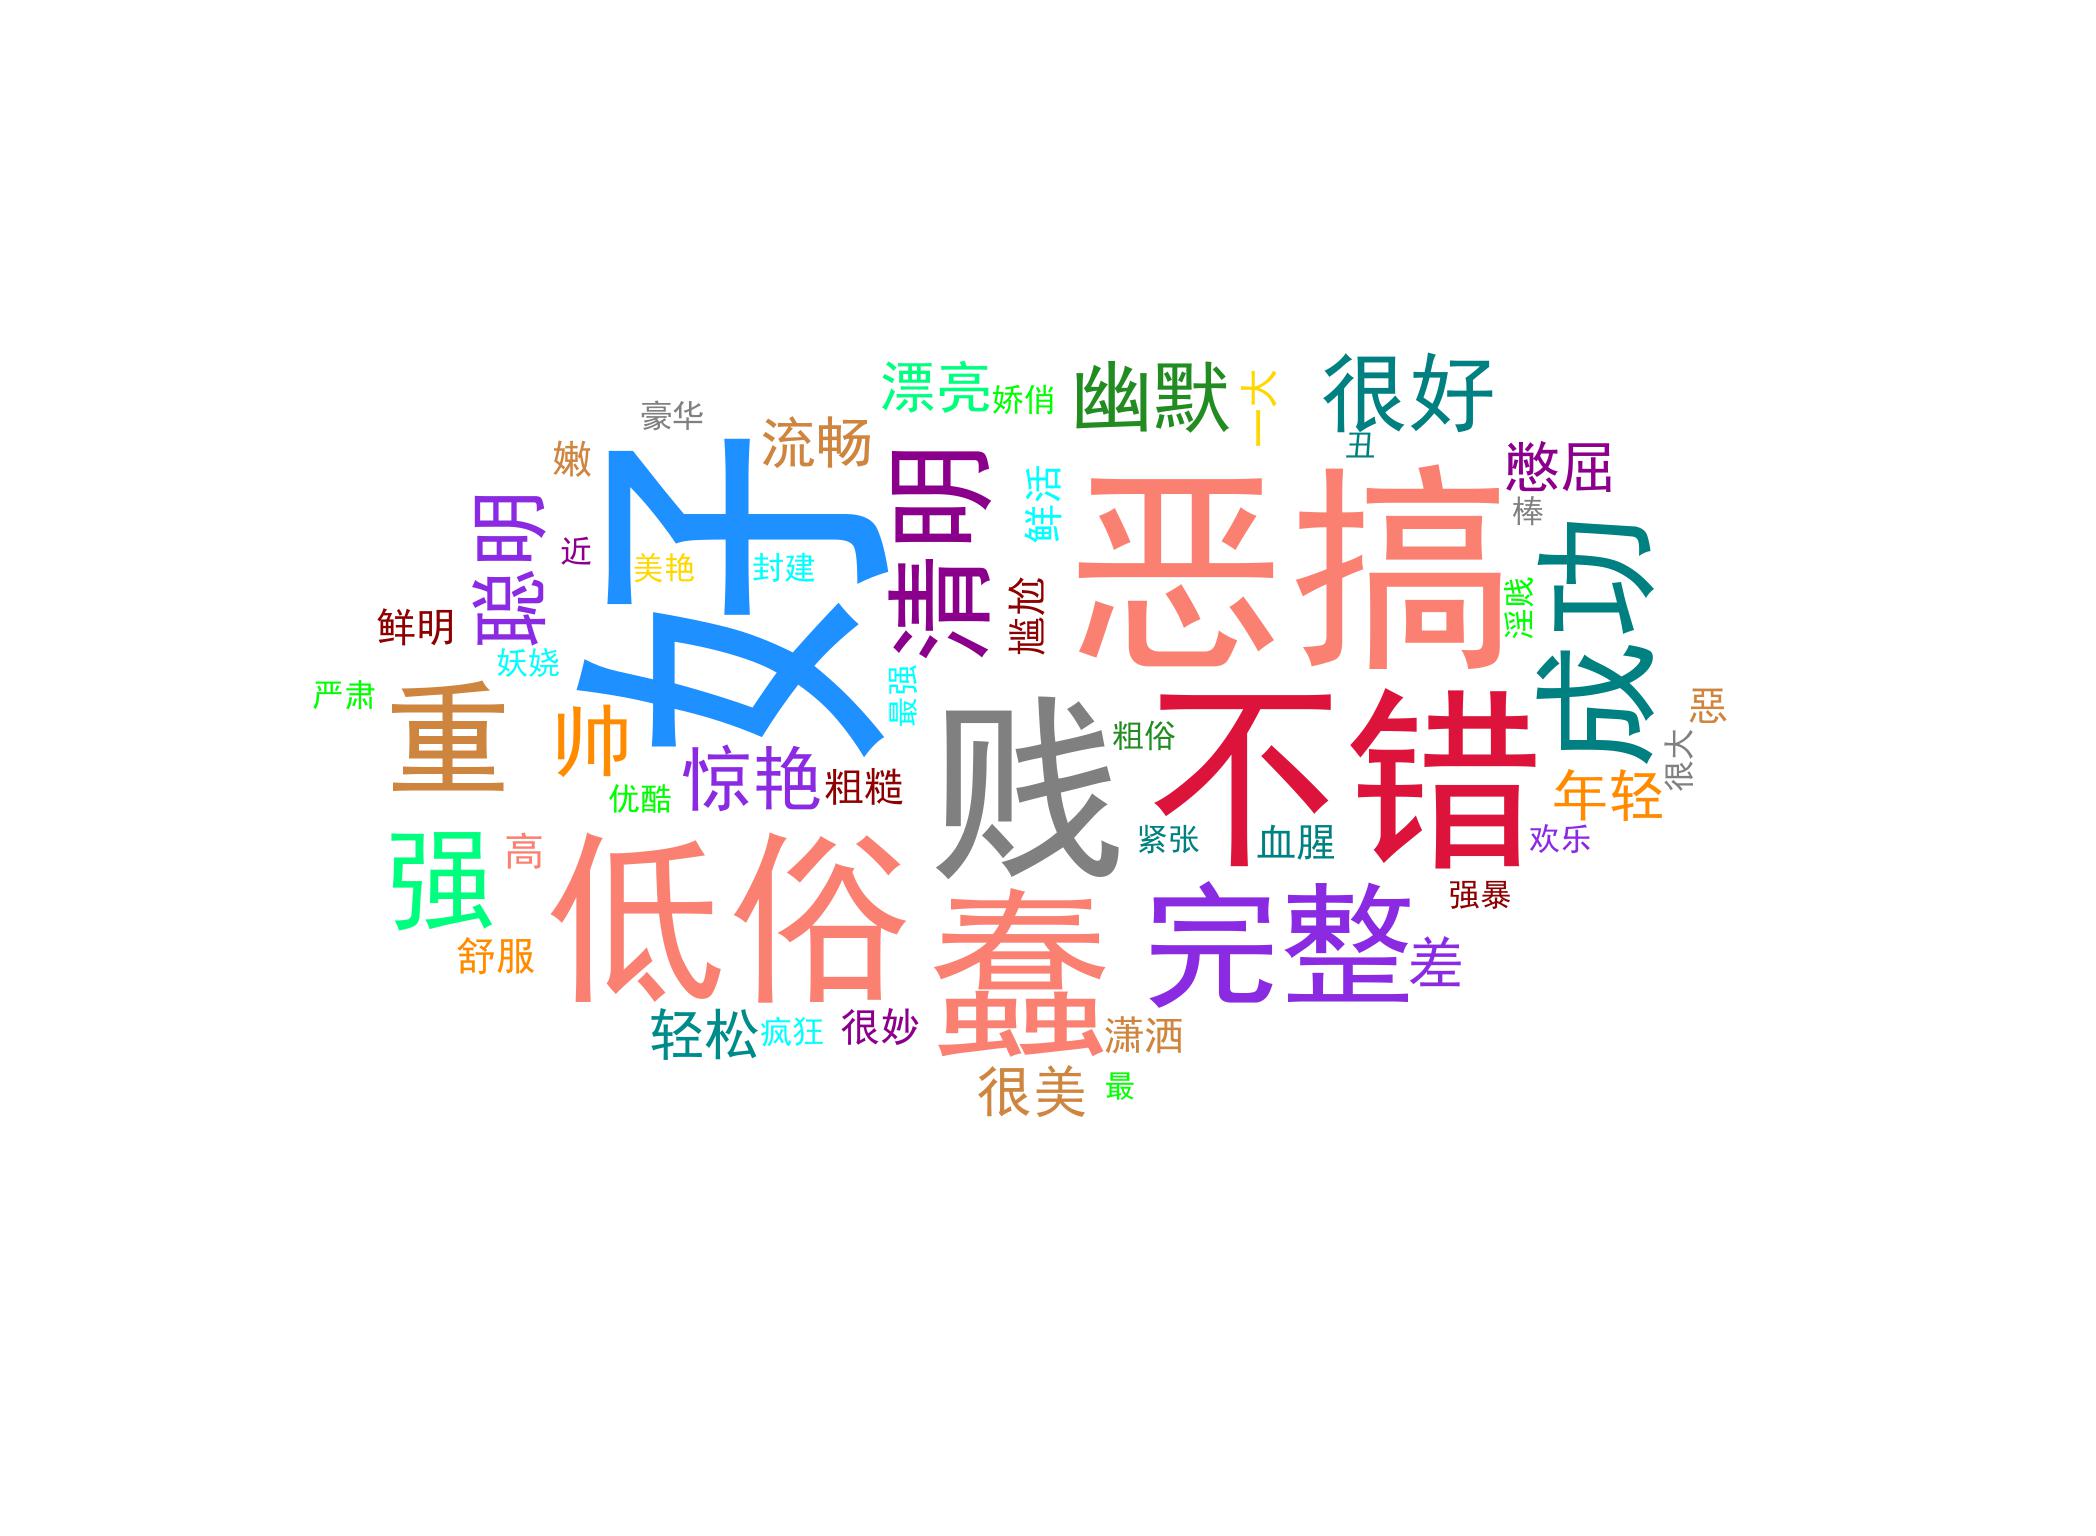 很好
漂亮
娇俏
幽默
一大
豪华
流畅
丑
嫩
好
清明
鲜活
恶搞
憋屈
棒
聪明
近
美艳
封建
尴尬
淫贱
成功
鲜明
妖娆
严肃
重
帅
最强
贱
粗俗
不错
惡
很大
惊艳
粗糙
优酷
年轻
紧张
血腥
欢乐
强
高
低俗
蠢
完整
强暴
差
舒服
轻松
疯狂
很妙
潇洒
很美
最